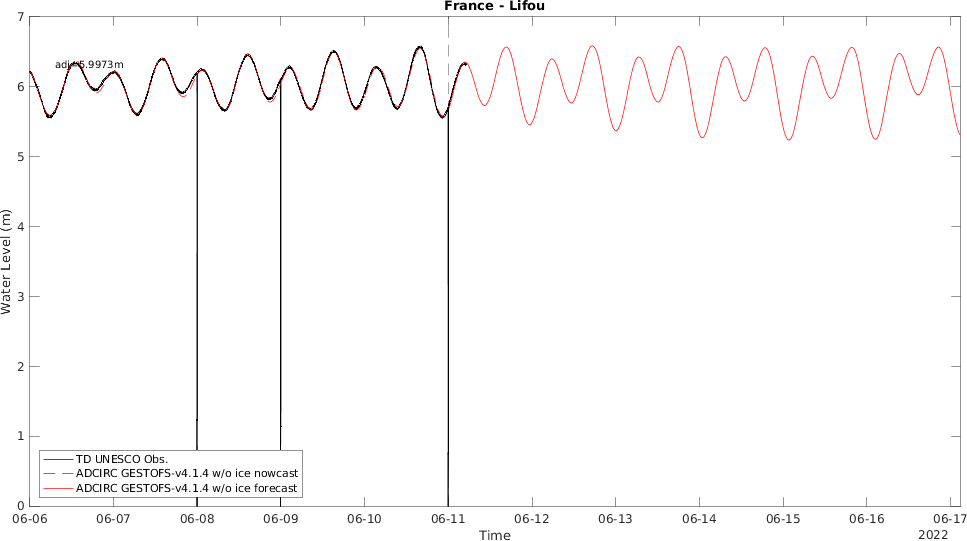 France - Lifou
adj=5.9973m
Water Level (m)
7
6
5
4
3
2
1
0
TD UNESCO Obs.
ADCIRC GESTOFS-v4.1.4 w/o ice nowcast
ADCIRC GESTOFS-v4.1.4 w/o ice forecast
06-06 06-07 06-08 06-09 06-10 06-11 06-12 06-13 06-14 06-15 06-16 06-17
Time
2022